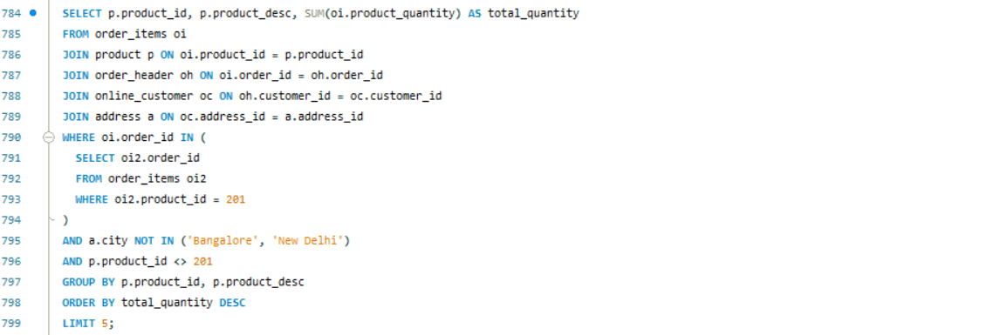 784 SELECT p.product_id, p.product_desc, SUM(oi.product_quantity) AS total_quantity
785 FROM order_items oi
786 JOIN product p ON oi.product_id = p.product_id
787 JOIN order_header oh ON oi.order_id = oh.order_id
788 JOIN online_customer oc ON oh.customer_id = oc.customer_id
789 JOIN address a ON oc.address_id = a.address_id
790 WHERE oi.order_id IN (
791 SELECT oi2.order_id
792 FROM order_items oi2
793 WHERE oi2.product_id = 201
794 )
795 AND a.city NOT IN ('Bangalore', 'New Delhi')
796 AND p.product_id <> 201
797 GROUP BY p.product_id, p.product_desc
798 ORDER BY total_quantity DESC
799 LIMIT 5;